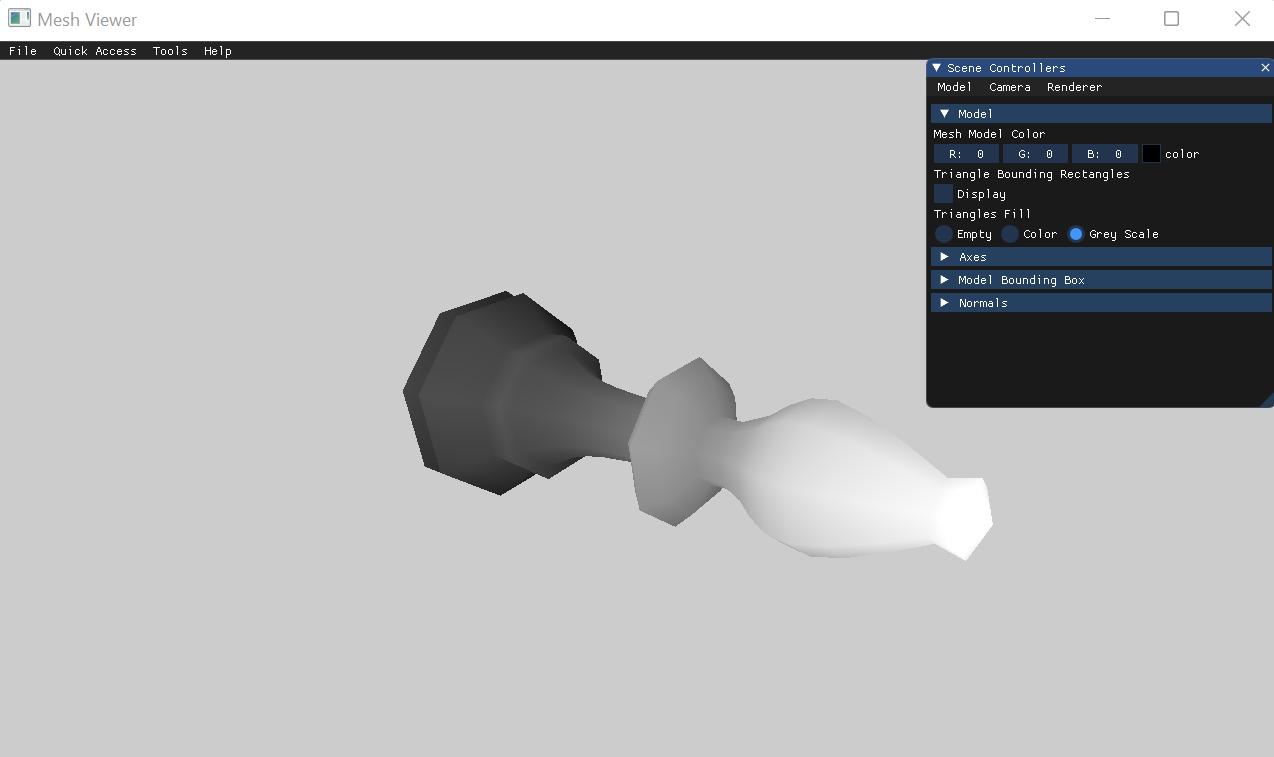 Mesh Viewer
File Quick Access Tools Help
Scene Controllers
Model Camera Renderer
Model
Mesh Model Color
R: 0 G: 0 B: 0 color
Triangle Bounding Rectangles
Display
Triangles Fill
Empty Color Grey Scale
Axes
Model Bounding Box
Normals